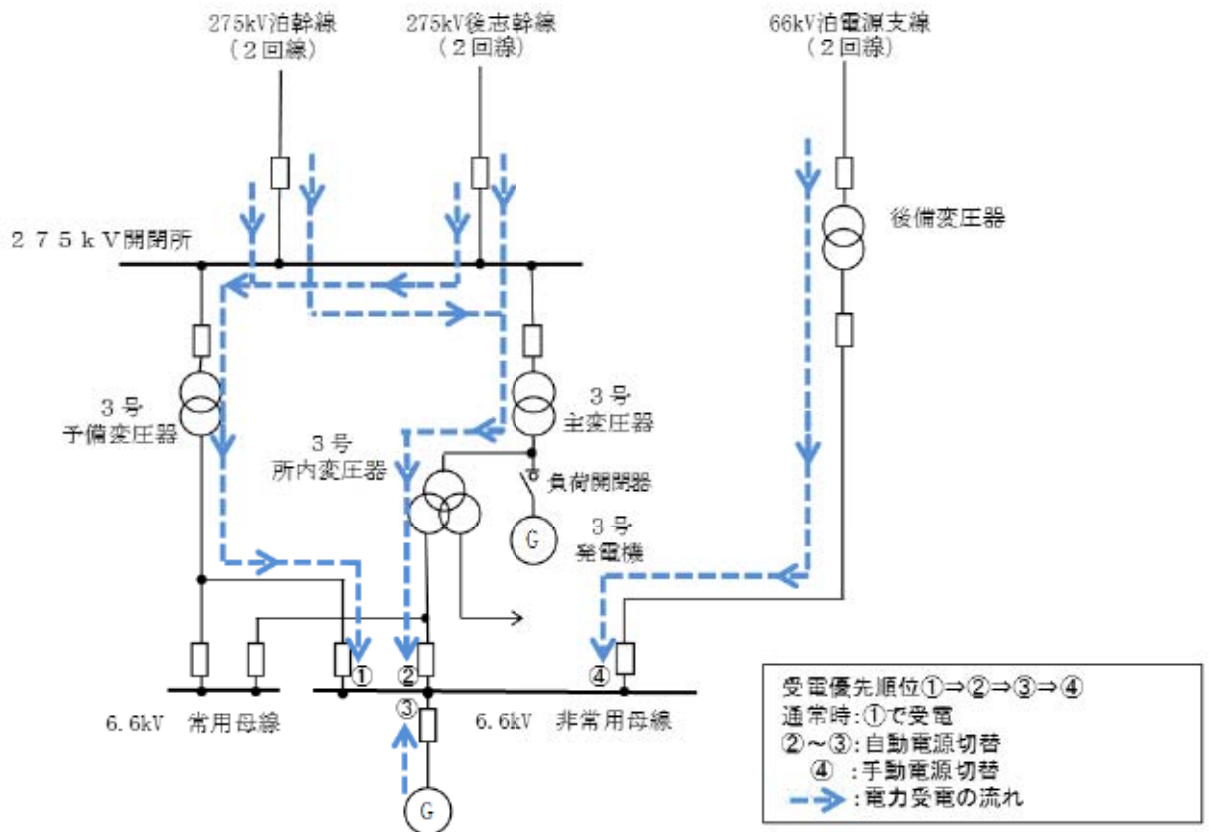 275kV泊幹線
(2回線)
275kV後志幹線
(2回線)
66kV泊電源支線
(2回線)
後備変圧器
275kV開閉所
3号
予備変圧器
3号
所内変圧器
3号
主変圧器
負荷開閉器
G
3号
発電機
①
②
④
③
6.6kV 常用母線
6.6kV 非常用母線
G
受電優先順位①⇒②⇒③⇒④
通常時:①で受電
②～③:自動電源切替
④ :手動電源切替
:電力受電の流れ